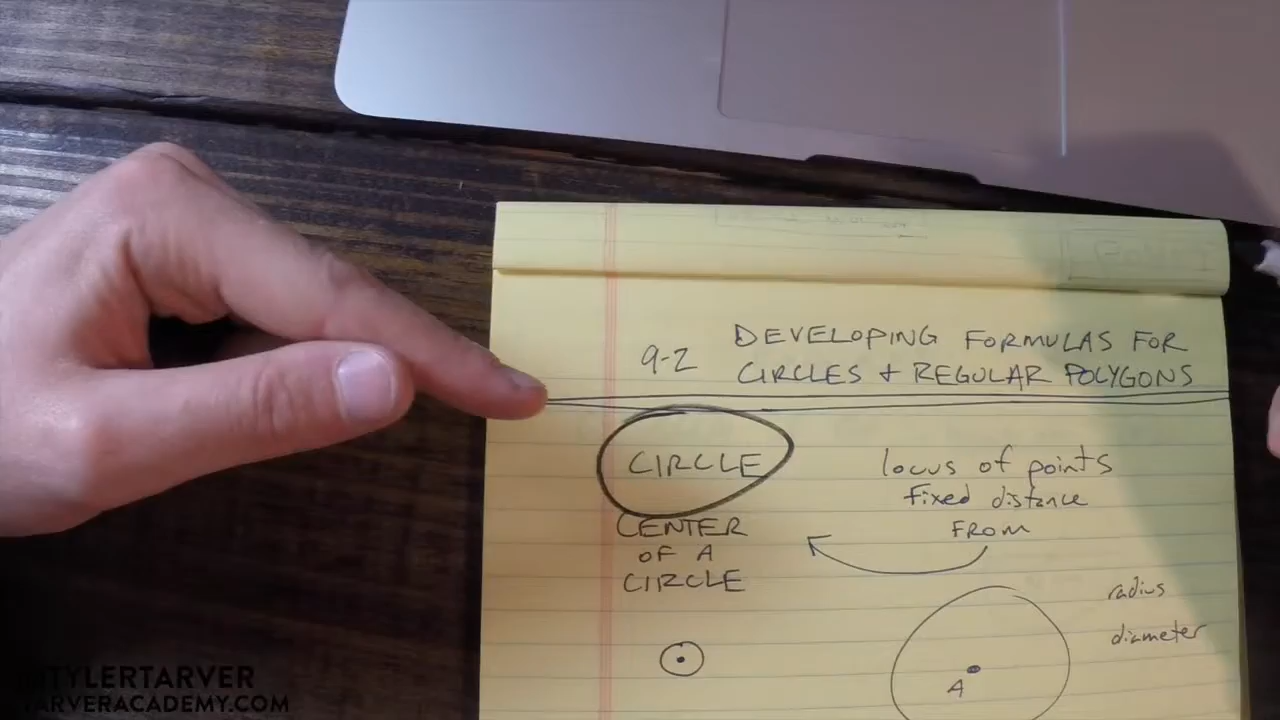 9-2 DEVELOPING FORMULAS FOR
CIRCLES + REGULAR POLYGONS
CIRCLE
locus of points
fixed distance
FROM
CENTER
OF A
CIRCLE
radius
diameter
A
TYLERTARVER
TARVERACADEMY.COM